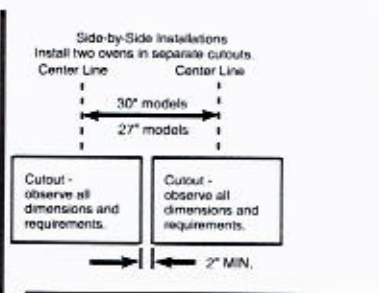 Side-by-Side Installations
Install two ovens in separate cutouts.
Center Line Center Line
30" models
27" models
Cutout -
observe all
dimensions and
requirements.
Cutout -
observe all
dimensions and
requirements.
2" MIN.